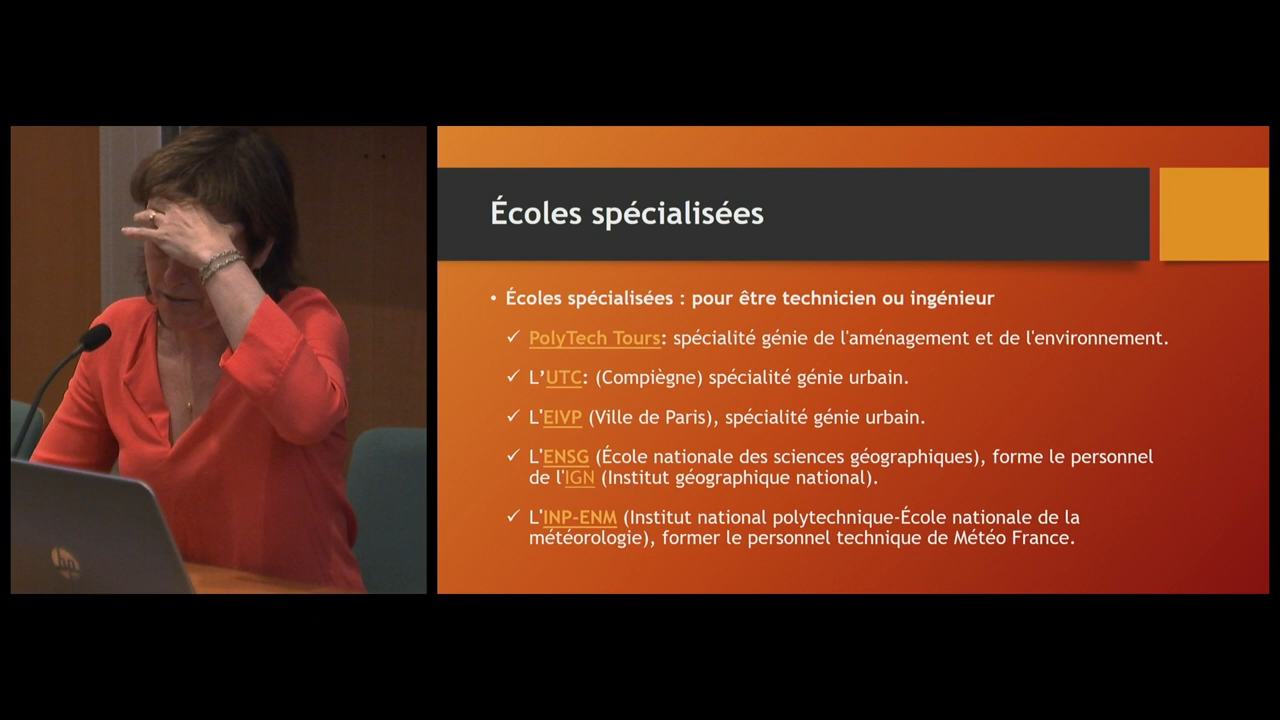 Écoles spécialisées
• Écoles spécialisées : pour être technicien ou ingénieur
✓ PolyTech Tours: spécialité génie de l'aménagement et de l'environnement.
✓ L’UTC: (Compiègne) spécialité génie urbain.
✓ L'EIVP (Ville de Paris), spécialité génie urbain.
✓ L'ENSG (École nationale des sciences géographiques), forme le personnel
de l'IGN (Institut géographique national).
✓ L'INP-ENM (Institut national polytechnique-École nationale de la
météorologie), former le personnel technique de Météo France.
hp